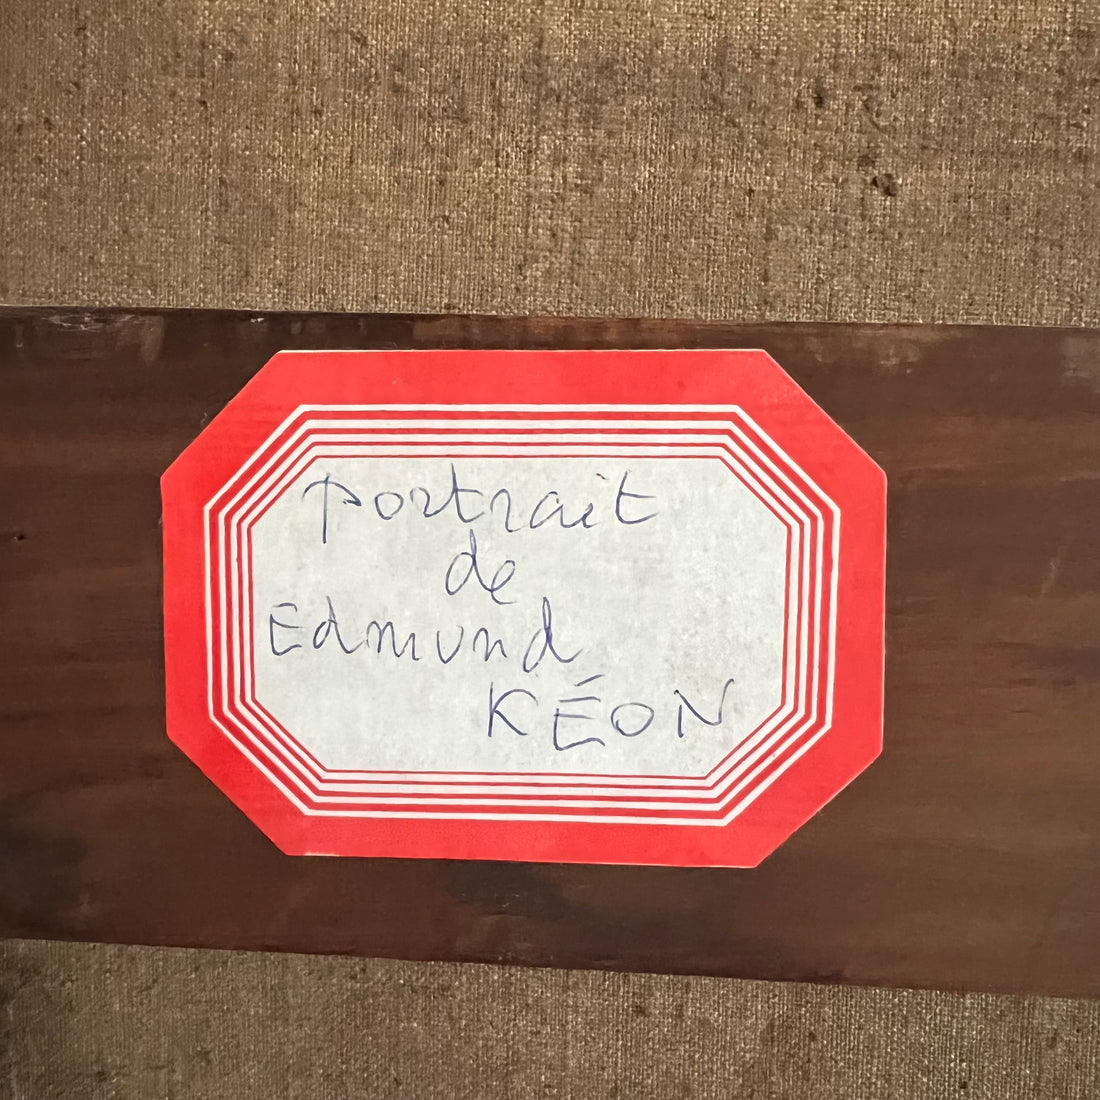 portrait
de
Edmund
KÉON